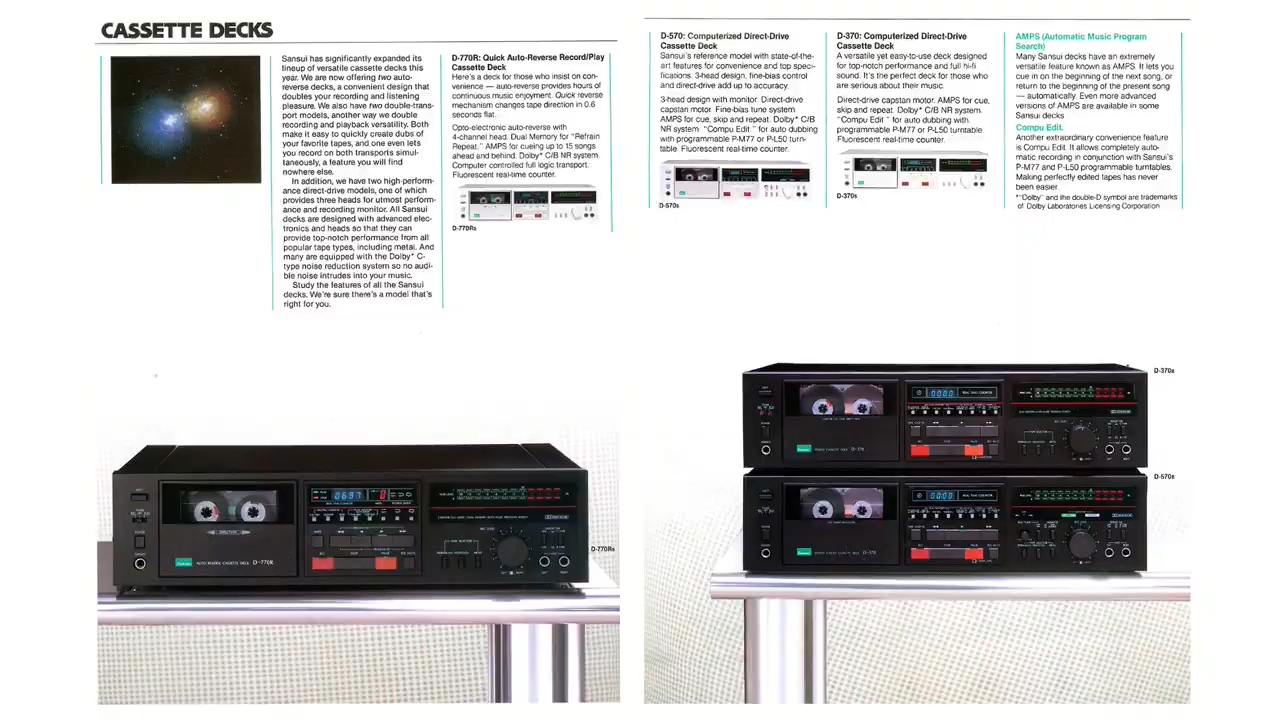 CASSETTE DECKS
Sansui has significantly expanded its
lineup of versatile cassette decks this
year. We are now offering two auto-
reverse decks, a convenient design that
doubles your recording and listening
pleasure. We also have two double-trans-
port models, another way we double
recording and playback versatility. Both
make it easy to quickly create dubs of
your favorite tapes, and one even lets
you record on both transports simul-
taneously, a feature you will find
nowhere else.
In addition, we have two high-perform-
ance direct-drive models, one of which
provides three heads for utmost perform-
ance and recording monitor. All Sansui
decks are designed with advanced elec-
tronics and heads so that they can
provide top-notch performance from all
popular tape types, including metal. And
many are equipped with the Dolby* C-
type noise reduction system so no audi-
ble noise intrudes into your music.
Study the features of all the Sansui
decks. We're sure there's a model that's
right for you.
D-770R: Quick Auto-Reverse Record/Play
Cassette Deck
Here's a deck for those who insist on con-
venience — auto-reverse provides hours of
continuous music enjoyment. Quick reverse
mechanism changes tape direction in 0.6
seconds flat.
Opto-electronic auto-reverse with
4-channel head. Dual Memory for "Refrain
Repeat." AMPS for cueing up to 15 songs
ahead and behind. Dolby* C/B NR system.
Computer controlled full logic transport.
Fluorescent real-time counter.
D-770Rs
D-570: Computerized Direct-Drive
Cassette Deck
Sansui's reference model with state-of-the-
art features for convenience and top speci-
fications. 3-head design, fine-bias control
and direct-drive add up to accuracy.
3-head design with monitor. Direct-drive
capstan motor. Fine-bias tune system.
AMPS for cue, skip and repeat. Dolby* C/B
NR system. "Compu Edit." for auto dubbing
with programmable P-M77 or P-L50 turn-
table. Fluorescent real-time counter.
D-570s
D-370: Computerized Direct-Drive
Cassette Deck
A versatile yet easy-to-use deck designed
for top-notch performance and full hi-fi
sound. It's the perfect deck for those who
are serious about their music.
Direct-drive capstan motor. AMPS for cue,
skip and repeat. Dolby* C/B NR system.
"Compu Edit" for auto dubbing with
programmable P-M77 or P-L50 turntable.
Fluorescent real-time counter.
D-370s
AMPS (Automatic Music Program
Search)
Many Sansui decks have an extremely
versatile feature known as AMPS. It lets you
cue in on the beginning of the next song, or
return to the beginning of the present song
— automatically. Even more advanced
versions of AMPS are available in some
Sansui decks
Compu Edit.
Another extraordinary convenience feature
is Compu Edit. It allows completely auto-
matic recording in conjunction with Sansui's
P-M77 and P-L50 programmable turntables.
Making perfectly edited tapes has never
been easier.
*"Dolby" and the double-D symbol are trademarks
of Dolby Laboratories Licensing Corporation
0697
Sansui
AUTO REVERSE CASSETTE DECK D-770R
D-770Rs
0000
REAL TIME COUNTER
Sansui
D-370
D-370s
0000
REAL TIME COUNTER
Sansui
D-570s